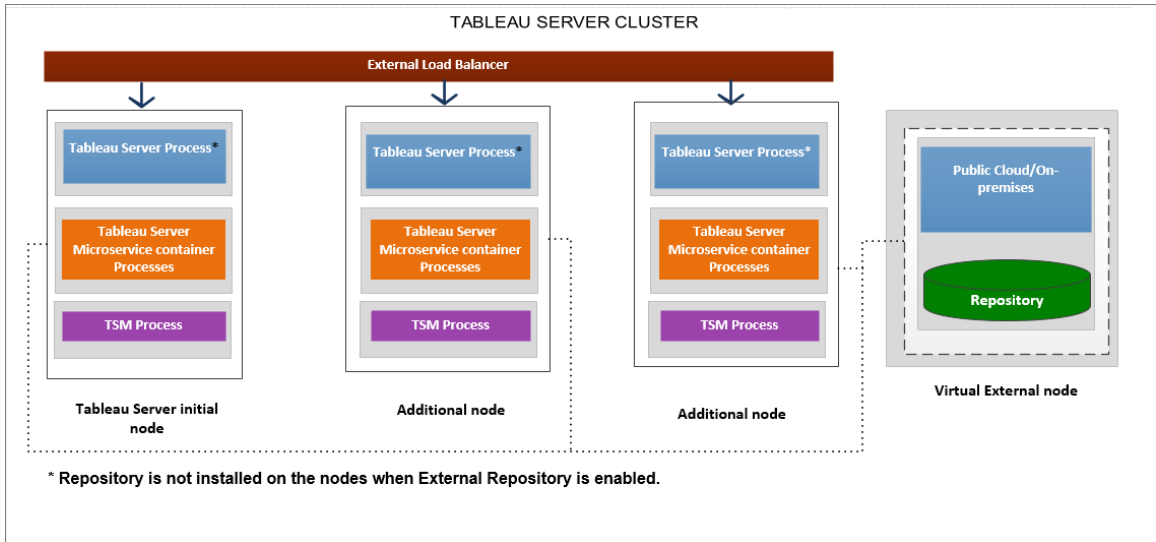 TABLEAU SERVER CLUSTER
External Load Balancer
Tableau Server Process*
Tableau Server
Microservice container
Processes
TSM Process
Tableau Server initial
node
Tableau Server Process*
Tableau Server
Microservice container
Processes
TSM Process
Additional node
Tableau Server Process*
Tableau Server
Microservice container
Processes
TSM Process
Additional node
Public Cloud/On-
premises
Repository
Virtual External node
* Repository is not installed on the nodes when External Repository is enabled.